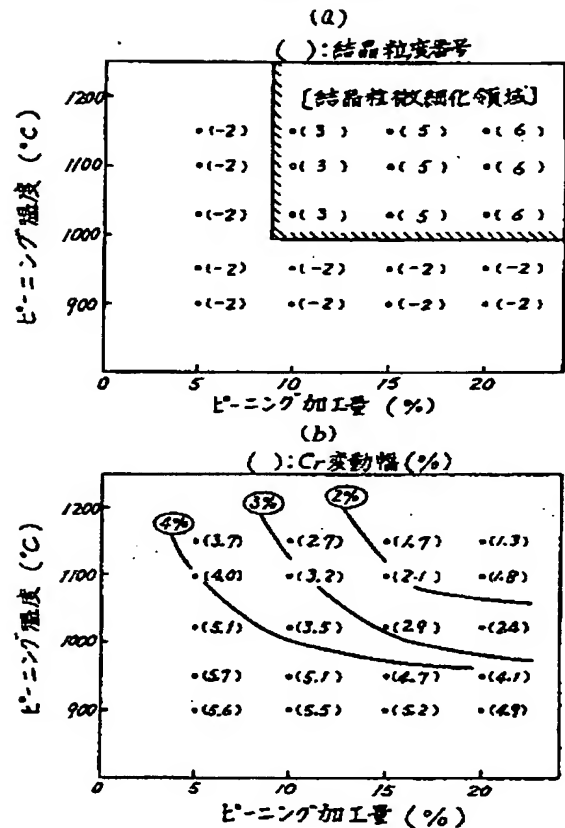 (a)
( ):結晶粒度番号
[結晶粒微細化領域]
1200
•(-2) •( 3 ) •( 5 ) •( 6 )
1100 •(-2) •( 3 ) •( 5 ) •( 6 )
•(-2) •( 3 ) •( 5 ) •( 6 )
1000
•(-2) •(-2) •(-2) •(-2)
900 •(-2) •(-2) •(-2) •(-2)
0 5 10 15 20
ピーニング温度 (°C)
ピーニング加工量 (%)
(b)
( ):Cr変動幅(%)
1200 4% 3% 2%
•(3.7) •(2.7) •(1.7) •(1.3)
1100 •(4.0) •(3.2) •(2.1) •(1.8)
•(5.1) •(3.5) •(2.9) •(2.4)
1000
•(5.7) •(5.1) •(4.7) •(4.1)
900 •(5.6) •(5.5) •(5.2) •(4.9)
0 5 10 15 20
ピーニング温度 (°C)
ピーニング加工量 (%)